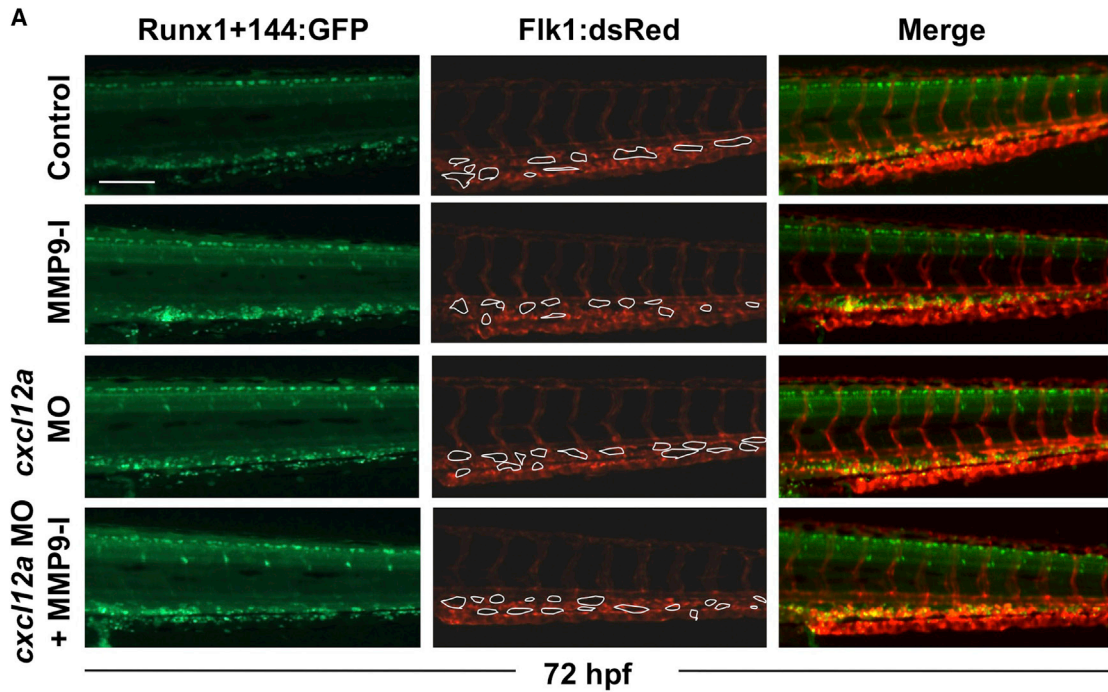 A
Runx1+144:GFP
Flk1:dsRed
Merge
Control
MMP9-I
cxcl12a
MO
cxcl12a MO
+ MMP9-I
72 hpf